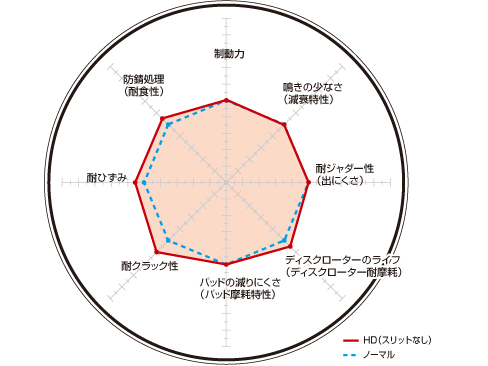 制動力
鳴きの少なさ
（減衰特性）
耐ジャダー性
（出にくさ）
ディスクローターのライフ
（ディスクローター耐摩耗）
パッドの減りにくさ
（パッド摩耗特性）
耐クラック性
耐ひずみ
防錆処理
（耐食性）
HD（スリットなし）
ノーマル